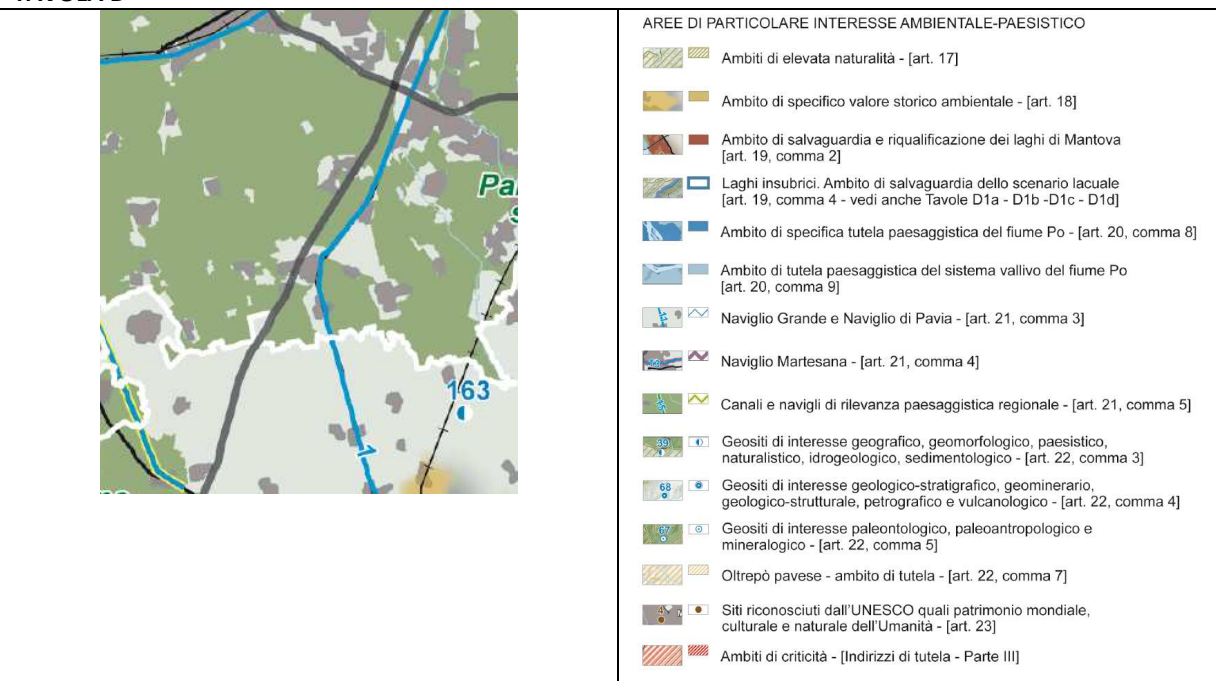 163
1
AREE DI PARTICOLARE INTERESSE AMBIENTALE-PAESISTICO
Ambiti di elevata naturalità - [art. 17]
Ambito di specifico valore storico ambientale - [art. 18]
Ambito di salvaguardia e riqualificazione dei laghi di Mantova
[art. 19, comma 2]
Laghi insubrici. Ambito di salvaguardia dello scenario lacuale
[art. 19, comma 4 - vedi anche Tavole D1a - D1b -D1c - D1d]
Ambito di specifica tutela paesaggistica del fiume Po - [art. 20, comma 8]
Ambito di tutela paesaggistica del sistema vallivo del fiume Po
[art. 20, comma 9]
Naviglio Grande e Naviglio di Pavia - [art. 21, comma 3]
Naviglio Martesana - [art. 21, comma 4]
Canali e navigli di rilevanza paesaggistica regionale - [art. 21, comma 5]
39
Geositi di interesse geografico, geomorfologico, paesistico,
naturalistico, idrogeologico, sedimentologico - [art. 22, comma 3]
68
Geositi di interesse geologico-stratigrafico, geominerario,
geologico-strutturale, petrografico e vulcanologico - [art. 22, comma 4]
67
Geositi di interesse paleontologico, paleoantropologico e
mineralogico - [art. 22, comma 5]
Oltrepò pavese - ambito di tutela - [art. 22, comma 7]
Siti riconosciuti dall'UNESCO quali patrimonio mondiale,
culturale e naturale dell'Umanità - [art. 23]
Ambiti di criticità - [Indirizzi di tutela - Parte III]